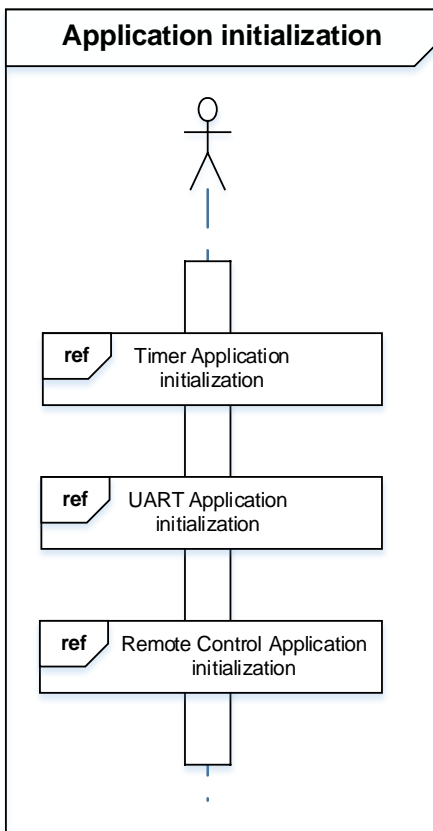 Application initialization
ref
Timer Application
initialization
ref
UART Application
initialization
ref
Remote Control Application
initialization